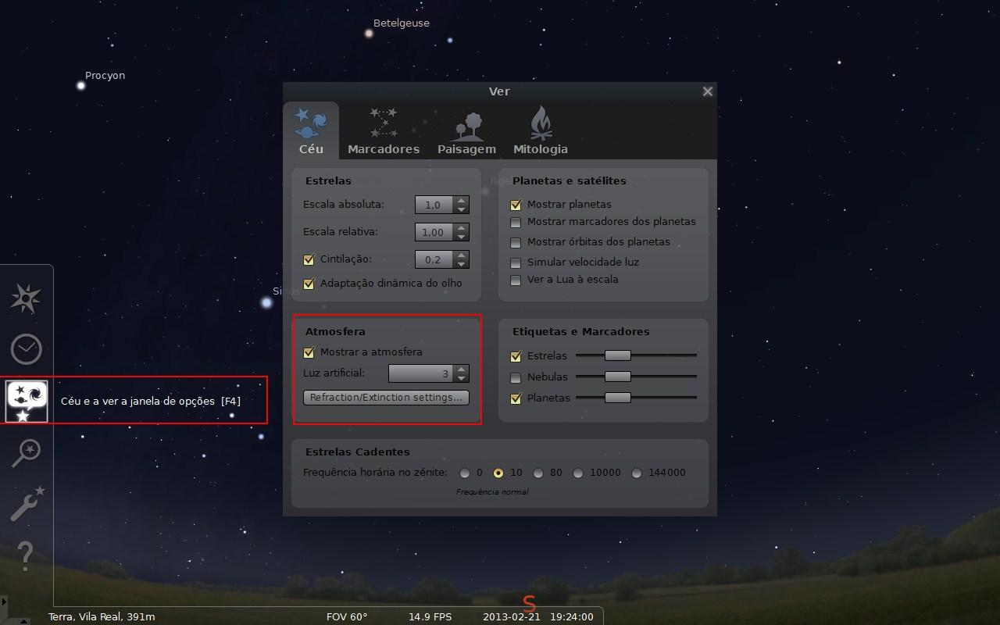 Betelgeuse
Procyon
Ver
Céu
Marcadores
Paisagem
Mitologia
Estrelas
Escala absoluta: 1,0
Escala relativa: 1,00
Cintilação: 0,2
Adaptação dinâmica do olho
Rigel
Planetas e satélites
Mostrar planetas
Mostrar marcadores dos planetas
Mostrar órbitas dos planetas
Simular velocidade luz
Ver a Lua à escala
Sirius
Atmosfera
Mostrar a atmosfera
Luz artificial: 3
Refraction/Extinction settings...
Etiquetas e Marcadores
Estrelas
Nebulas
Planetas
Céu e a ver a janela de opções [F4]
Estrelas Cadentes
Frequência horária no zénite: 0 10 80 10000 144000
Frequência normal
S
Terra, Vila Real, 391m FOV 60° 14.9 FPS 2013-02-21 19:24:00